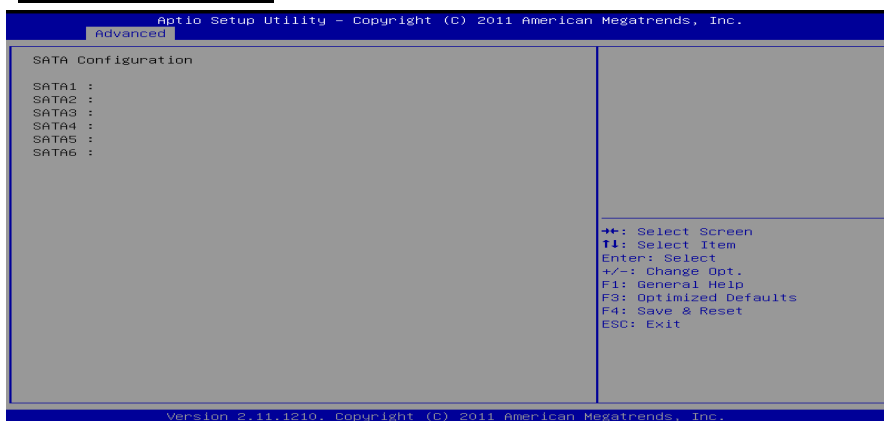 Aptio Setup Utility – Copyright (C) 2011 American Megatrends, Inc.
Advanced
SATA Configuration
SATA1 :
SATA2 :
SATA3 :
SATA4 :
SATA5 :
SATA6 :
→←: Select Screen
↑↓: Select Item
Enter: Select
+/-: Change Opt.
F1: General Help
F3: Optimized Defaults
F4: Save & Reset
ESC: Exit
Version 2.11.1210. Copyright (C) 2011 American Megatrends, Inc.